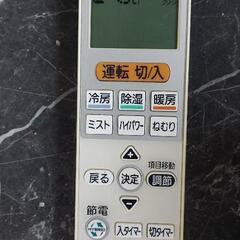 運転 切/入
冷房 除湿 暖房
ミスト ハイパワー ねむり
項目移動
戻る 決定 調節
節電
入タイマー 切タイマー